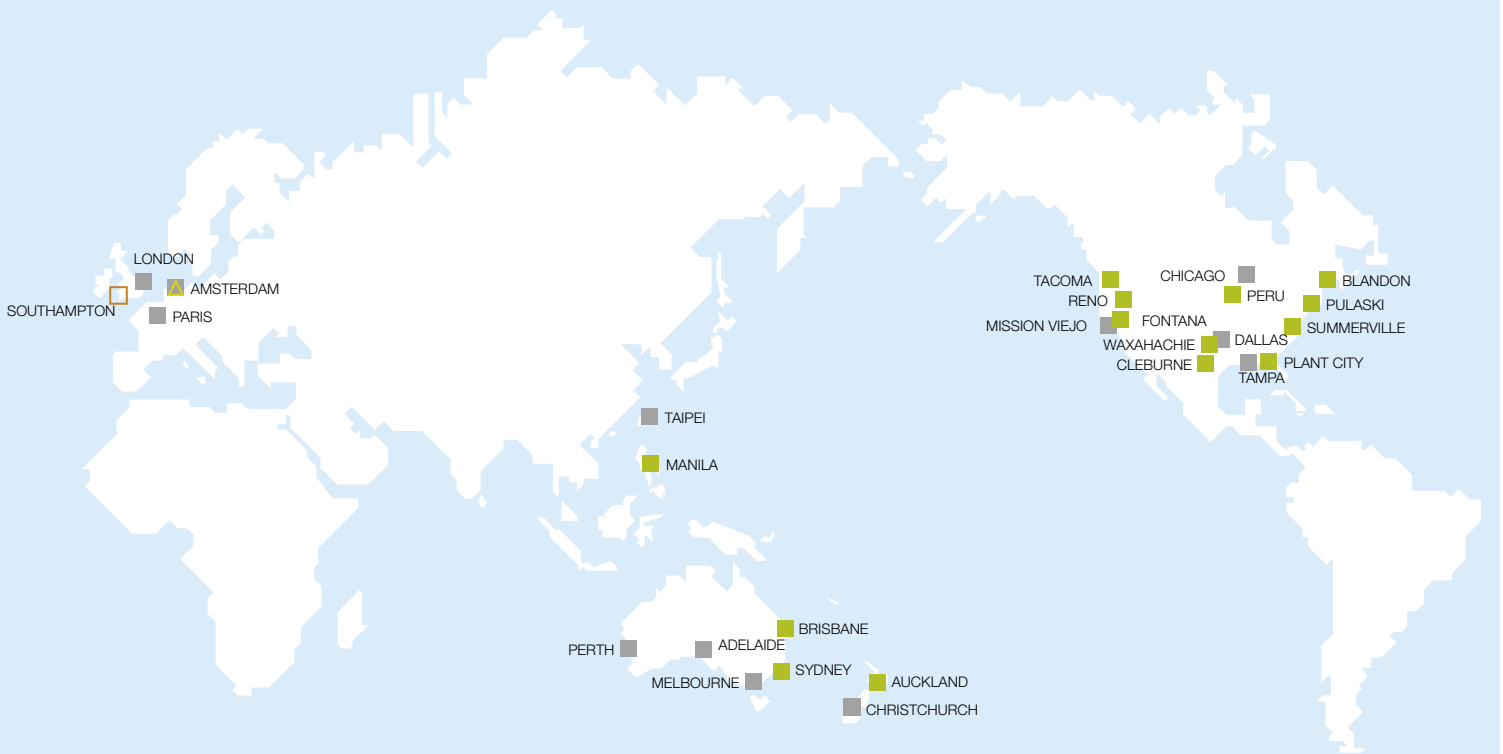 LONDON
AMSTERDAM
SOUTHAMPTON
PARIS
TAIPEI
MANILA
BRISBANE
PERTH
ADELAIDE
SYDNEY
MELBOURNE
AUCKLAND
CHRISTCHURCH
TACOMA
CHICAGO
BLANDON
RENO
PERU
PULASKI
MISSION VIEJO
FONTANA
SUMMERVILLE
WAXAHACHIE
DALLAS
CLEBURNE
PLANT CITY
TAMPA